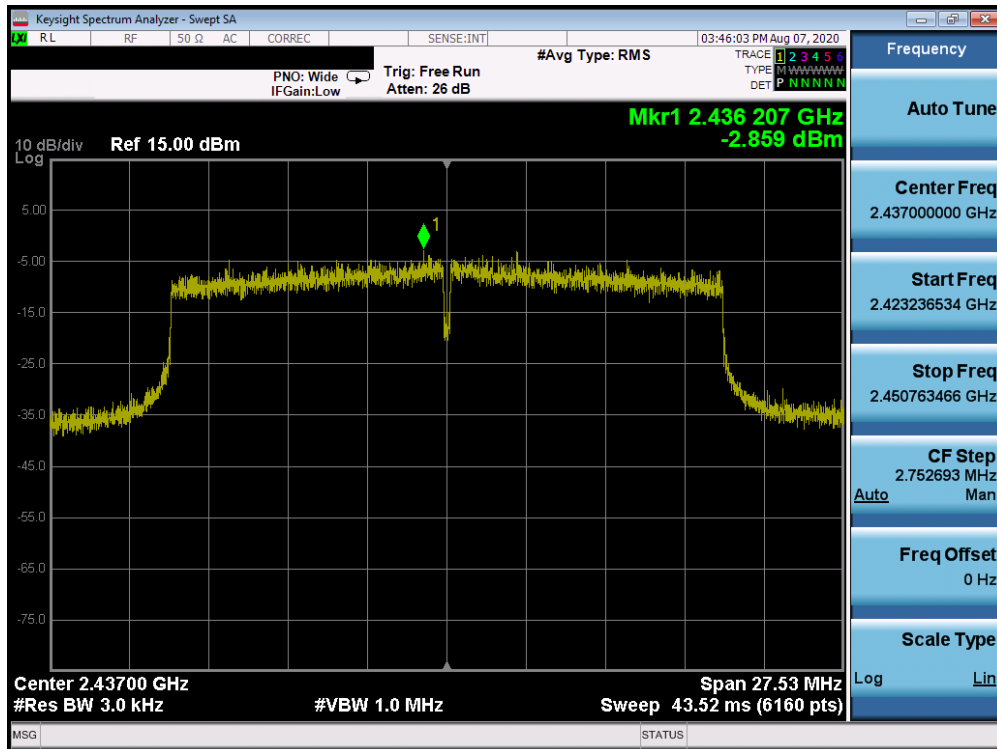 Keysight Spectrum Analyzer - Swept SA
LXI RL RF 50 Ω AC CORREC SENSE:INT 03:46:03 PM Aug 07, 2020
#Avg Type: RMS TRACE 1 2 3 4 5 6
PNO: Wide Trig: Free Run TYPE M WWWWW
IFGain:Low Atten: 26 dB DET P N N N N N
Mkr1 2.436 207 GHz
-2.859 dBm
10 dB/div Ref 15.00 dBm
Log
1
5.00
-5.00
-15.0
-25.0
-35.0
-45.0
-55.0
-65.0
-75.0
Center 2.43700 GHz Span 27.53 MHz
#Res BW 3.0 kHz #VBW 1.0 MHz Sweep 43.52 ms (6160 pts)
MSG STATUS
Frequency
Auto Tune
Center Freq
2.437000000 GHz
Start Freq
2.423236534 GHz
Stop Freq
2.450763466 GHz
CF Step
2.752693 MHz
Auto Man
Freq Offset
0 Hz
Scale Type
Log Lin